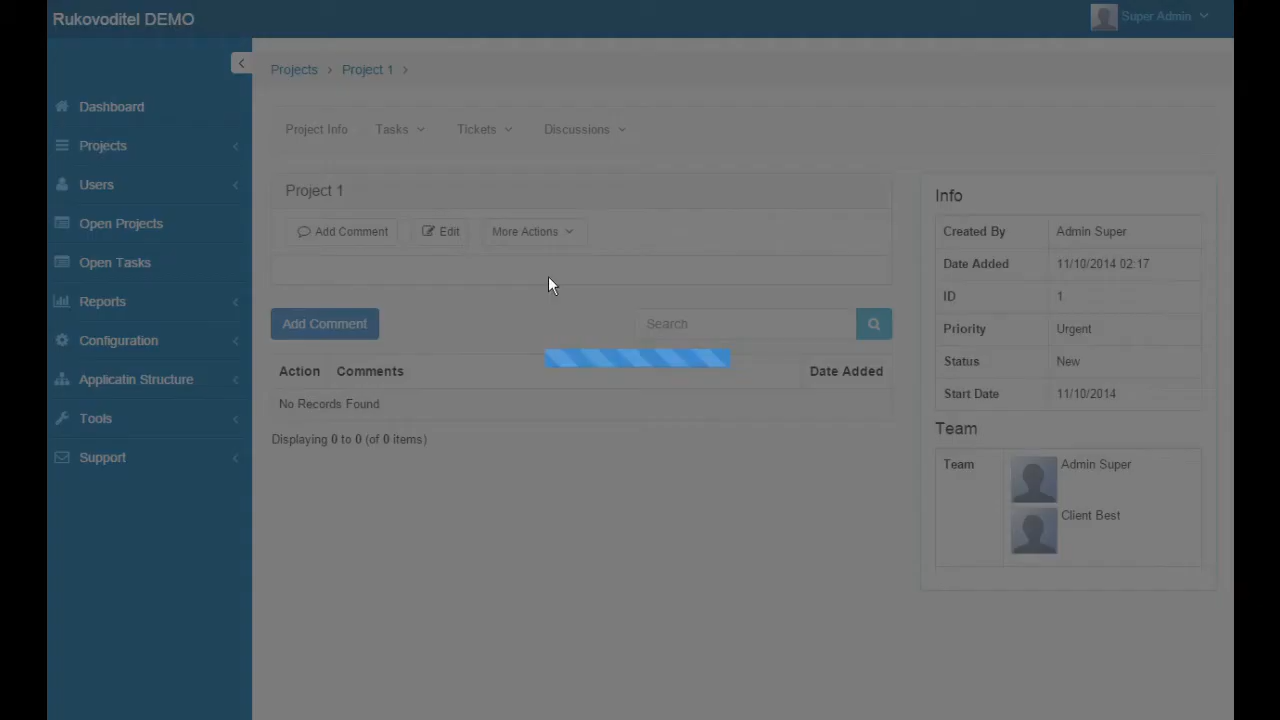 Rukovoditel DEMO
Super Admin
Projects
Project 1
Dashboard
Projects
Users
Open Projects
Open Tasks
Reports
Configuration
Applicatin Structure
Tools
Support
Project Info
Tasks
Tickets
Discussions
Project 1
Add Comment
Edit
More Actions
Add Comment
Search
Action
Comments
Date Added
No Records Found
Displaying 0 to 0 (of 0 items)
Info
Created By Admin Super
Date Added 11/10/2014 02:17
ID 1
Priority Urgent
Status New
Start Date 11/10/2014
Team
Team Admin Super
Client Best